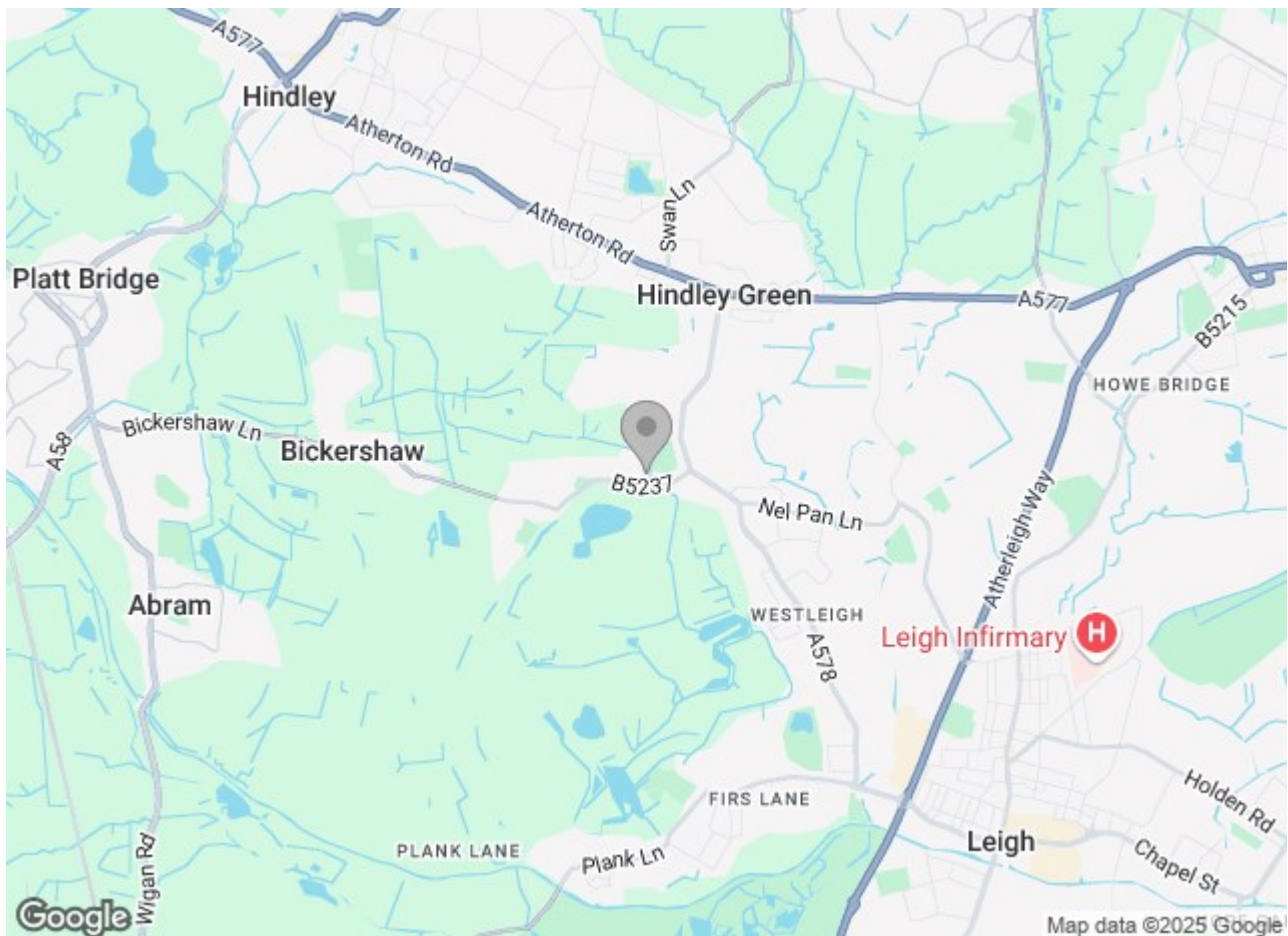 A577
Hindley
Atherton Rd
Atherton Rd
Swan Ln
Platt Bridge
Hindley Green
A577
B5215
HOWE BRIDGE
Bickershaw Ln
Bickershaw
A58
B5237
Nel Pan Ln
Atherleigh Way
Abram
WESTLEIGH
Leigh Infirmary
H
A578
FIRS LANE
Holden Rd
Leigh
PLANK LANE
Plank Ln
Chapel St
Wigan Rd
Google
Map data ©2025 Google